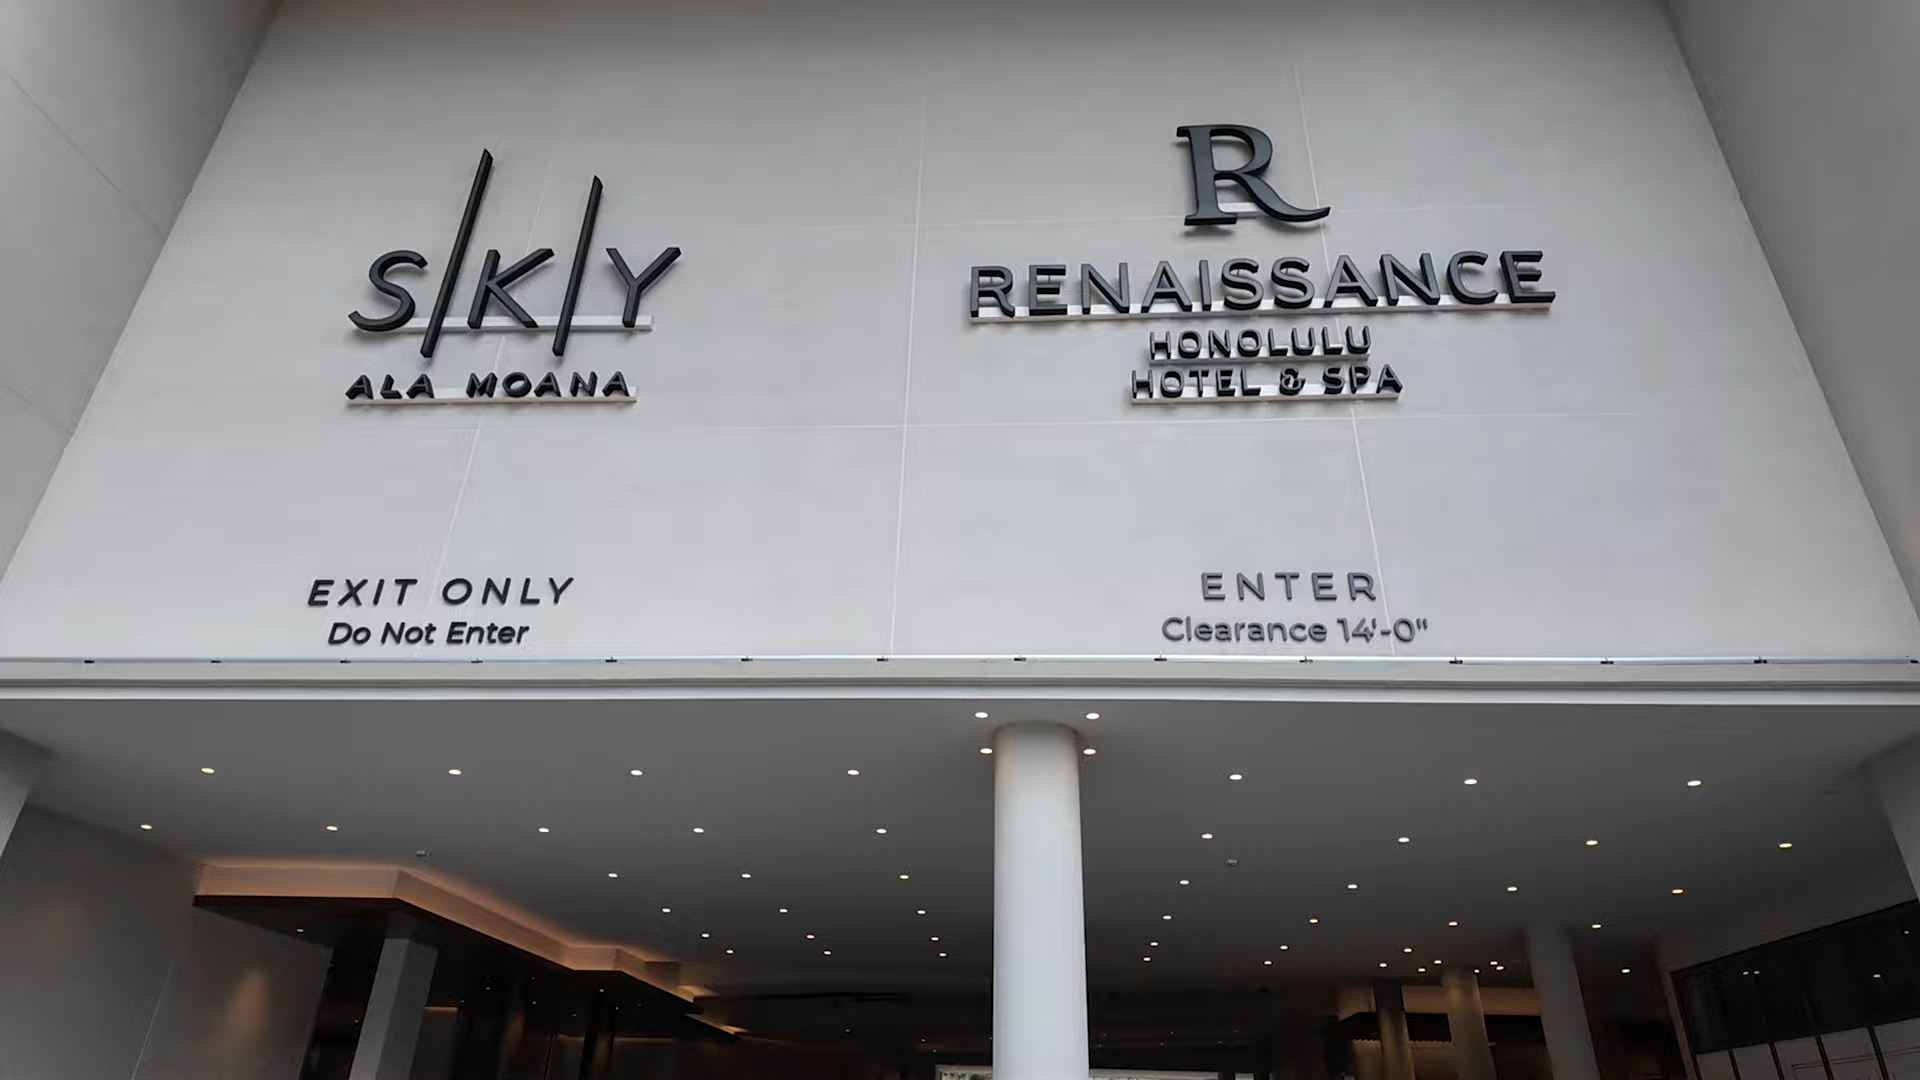 S/K/Y
ALA MOANA
R
RENAISSANCE
HONOLULU
HOTEL & SPA
EXIT ONLY
Do Not Enter
ENTER
Clearance 14'-0"